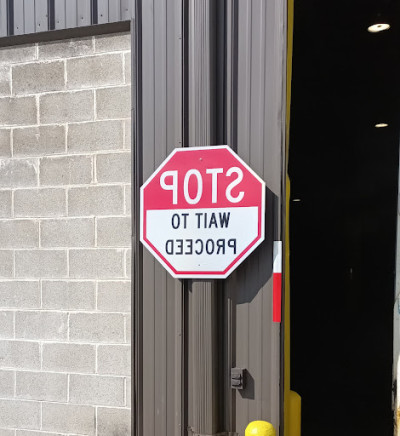 STOP
WAIT TO
PROCEED